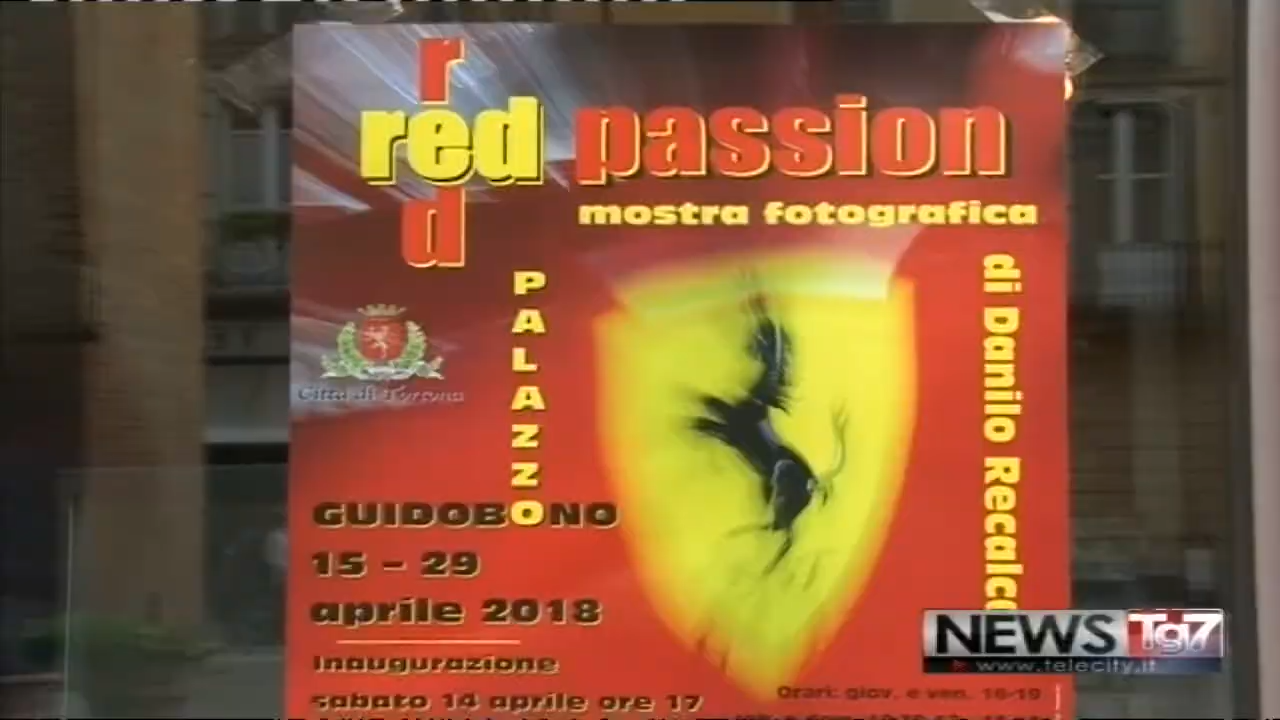 red
red passion
mostra fotografica
di Danilo Recalc
PALAZZO
Città di Tortona
GUIDOBONO
15 - 29
aprile 2018
Inaugurazione
sabato 14 aprile ore 17
Orari: giov. e ven. 16-19
NEWS Tg7
www.telecity.it